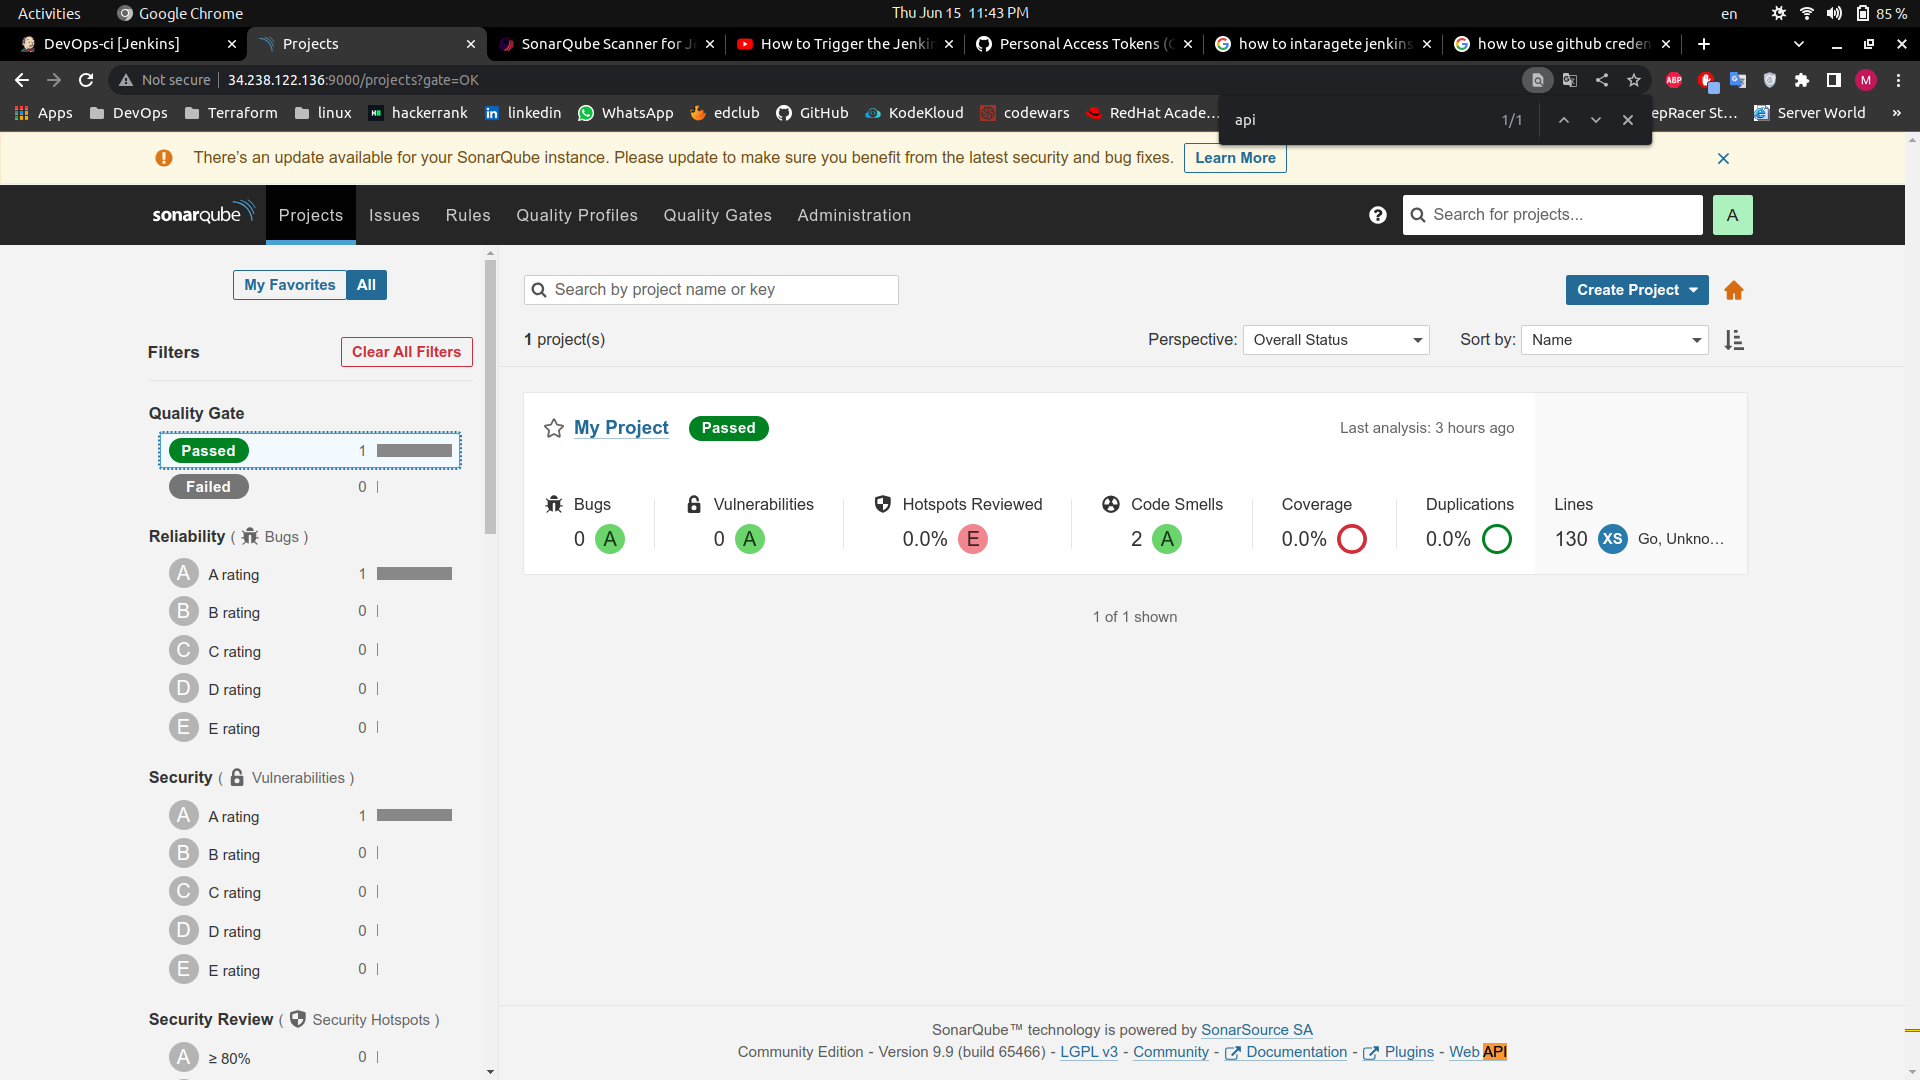 Activities Google Chrome Thu Jun 15 11:43 PM en 85 %
DevOps-ci [Jenkins] Projects SonarQube Scanner for J How to Trigger the Jenkin Personal Access Tokens (C how to intaragete jenkins how to use github creden
Not secure 34.238.122.136:9000/projects?gate=OK ABP M
Apps DevOps Terraform linux hackerrank linkedin WhatsApp edclub GitHub KodeKloud codewars RedHat Acade… epRacer St… Server World »
api 1/1
There's an update available for your SonarQube instance. Please update to make sure you benefit from the latest security and bug fixes. Learn More
sonarqube Projects Issues Rules Quality Profiles Quality Gates Administration ? Search for projects... A
My Favorites All
Search by project name or key
Create Project
1 project(s)
Perspective: Overall Status Sort by: Name
Filters Clear All Filters
Quality Gate
Passed 1
Failed 0
Reliability ( Bugs )
A A rating 1
B B rating 0
C C rating 0
D D rating 0
E E rating 0
Security ( Vulnerabilities )
A A rating 1
B B rating 0
C C rating 0
D D rating 0
E E rating 0
Security Review ( Security Hotspots )
A ≥ 80% 0
My Project Passed Last analysis: 3 hours ago
Bugs Vulnerabilities Hotspots Reviewed Code Smells Coverage Duplications Lines
0 A 0 A 0.0% E 2 A 0.0% 0.0% 130 XS Go, Unkno…
1 of 1 shown
SonarQube™ technology is powered by SonarSource SA
Community Edition - Version 9.9 (build 65466) - LGPL v3 - Community - Documentation - Plugins - Web API